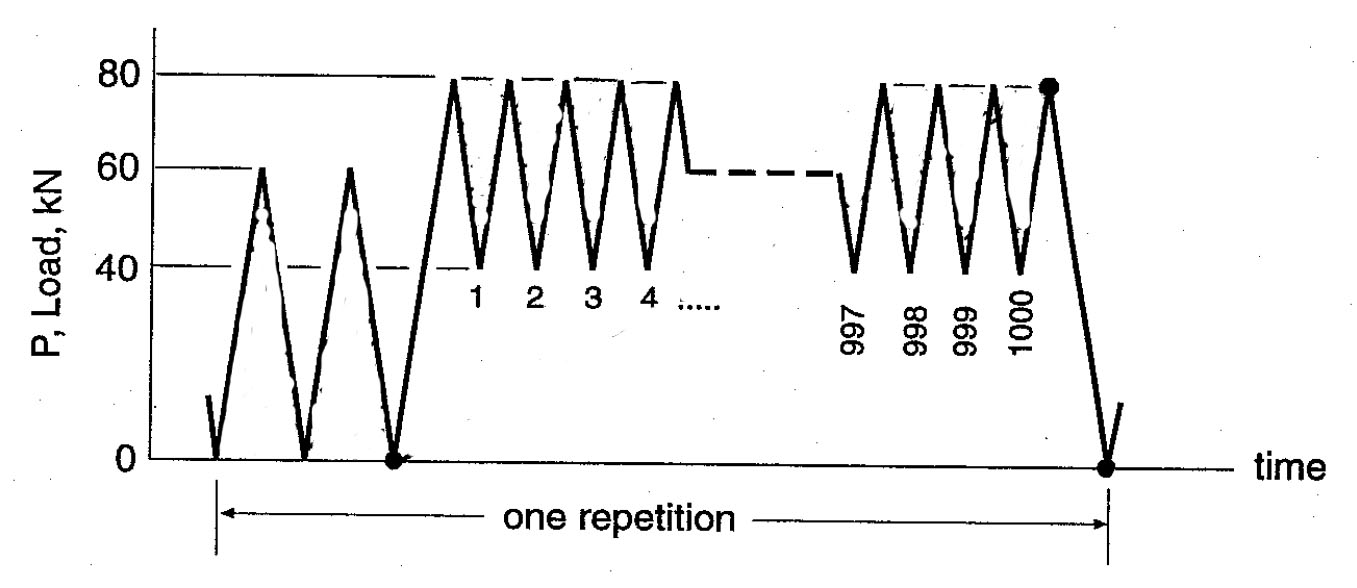 P, Load, kN
80
60
40
0
1 2 3 4 .....
997 998 999 1000
time
one repetition